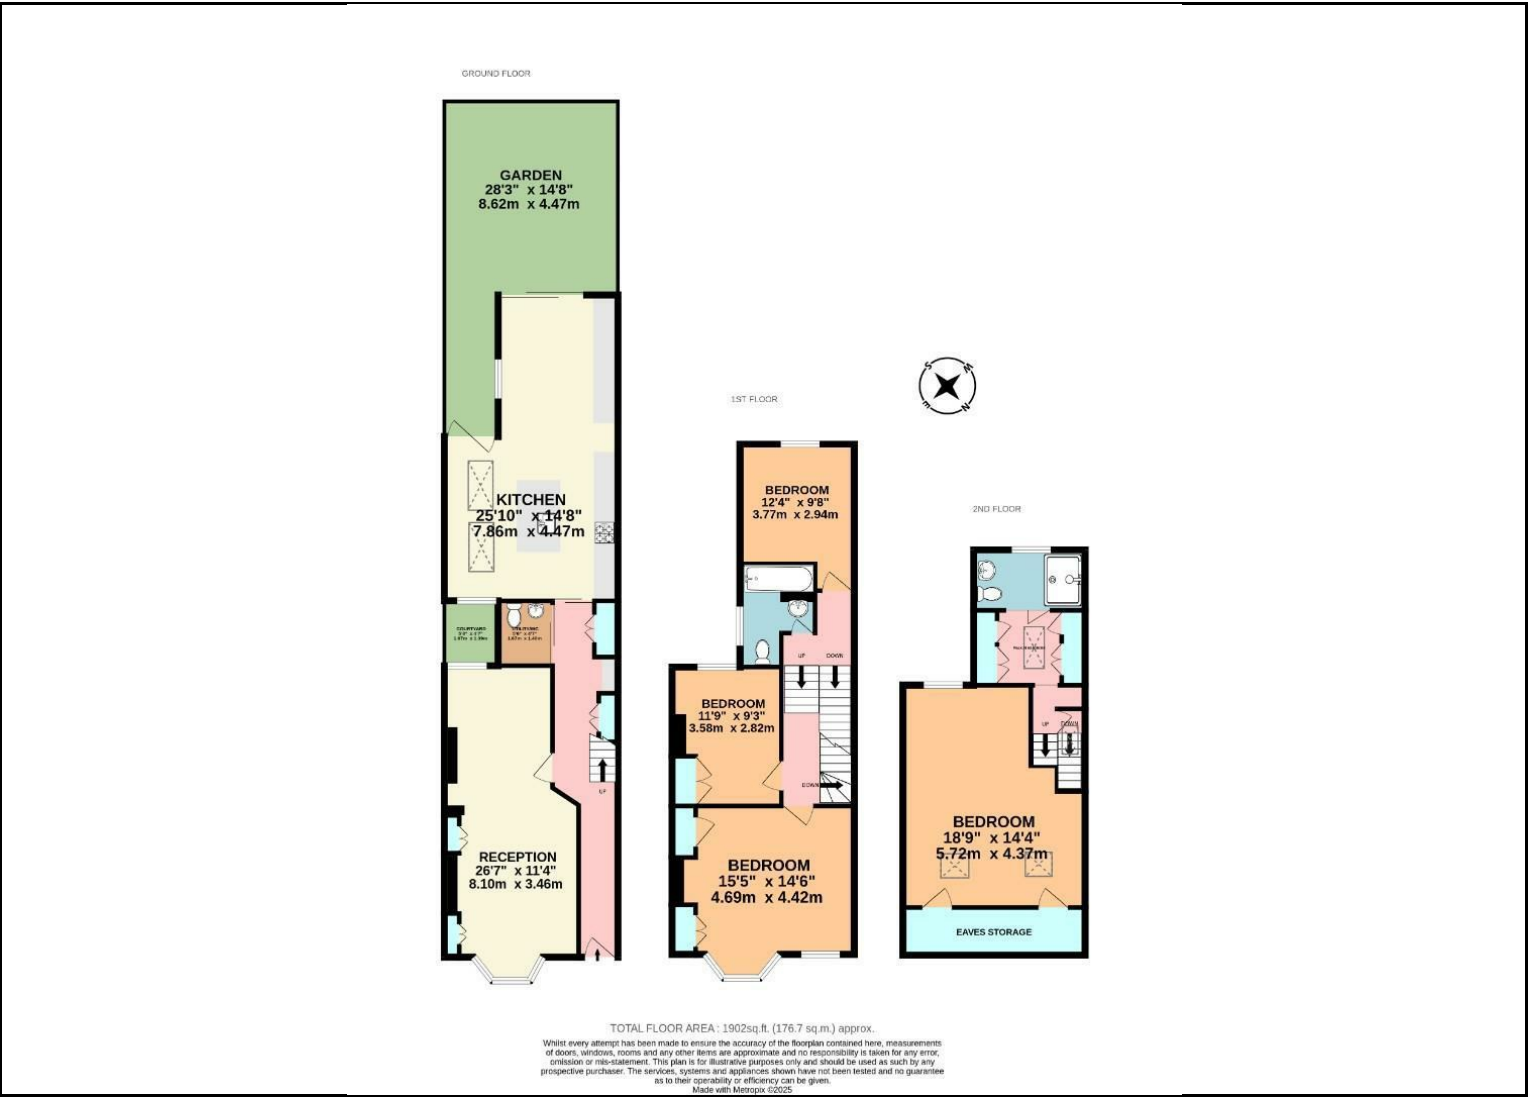 GROUND FLOOR
GARDEN
28'3" x 14'8"
8.62m x 4.47m
KITCHEN
25'10" x 14'8"
7.86m x 4.47m
COURTYARD
UP
RECEPTION
26'7" x 11'4"
8.10m x 3.46m
1ST FLOOR
BEDROOM
12'4" x 9'8"
3.77m x 2.94m
UP
DOWN
BEDROOM
11'9" x 9'3"
3.58m x 2.82m
DOWN
BEDROOM
15'5" x 14'6"
4.69m x 4.42m
S
W
E
N
2ND FLOOR
UP
DOWN
BEDROOM
18'9" x 14'4"
5.72m x 4.37m
EAVES STORAGE
TOTAL FLOOR AREA : 1902sq.ft. (176.7 sq.m.) approx.
Whilst every attempt has been made to ensure the accuracy of the floorplan contained here, measurements
of doors, windows, rooms and any other items are approximate and no responsibility is taken for any error,
omission or mis-statement. This plan is for illustrative purposes only and should be used as such by any
prospective purchaser. The services, systems and appliances shown have not been tested and no guarantee
as to their operability or efficiency can be given.
Made with Metropix ©2025